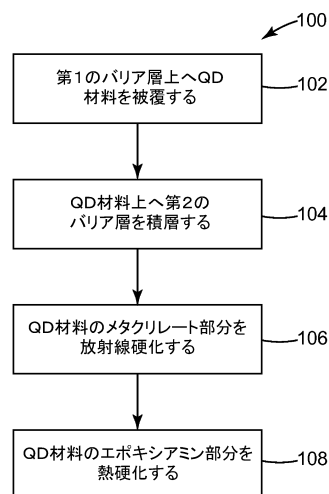 100
第1のバリア層上へQD
材料を被覆する
102
QD材料上へ第2の
バリア層を積層する
104
QD材料のメタクリレート部分を
放射線硬化する
106
QD材料のエポキシアミン部分を
熱硬化する
108